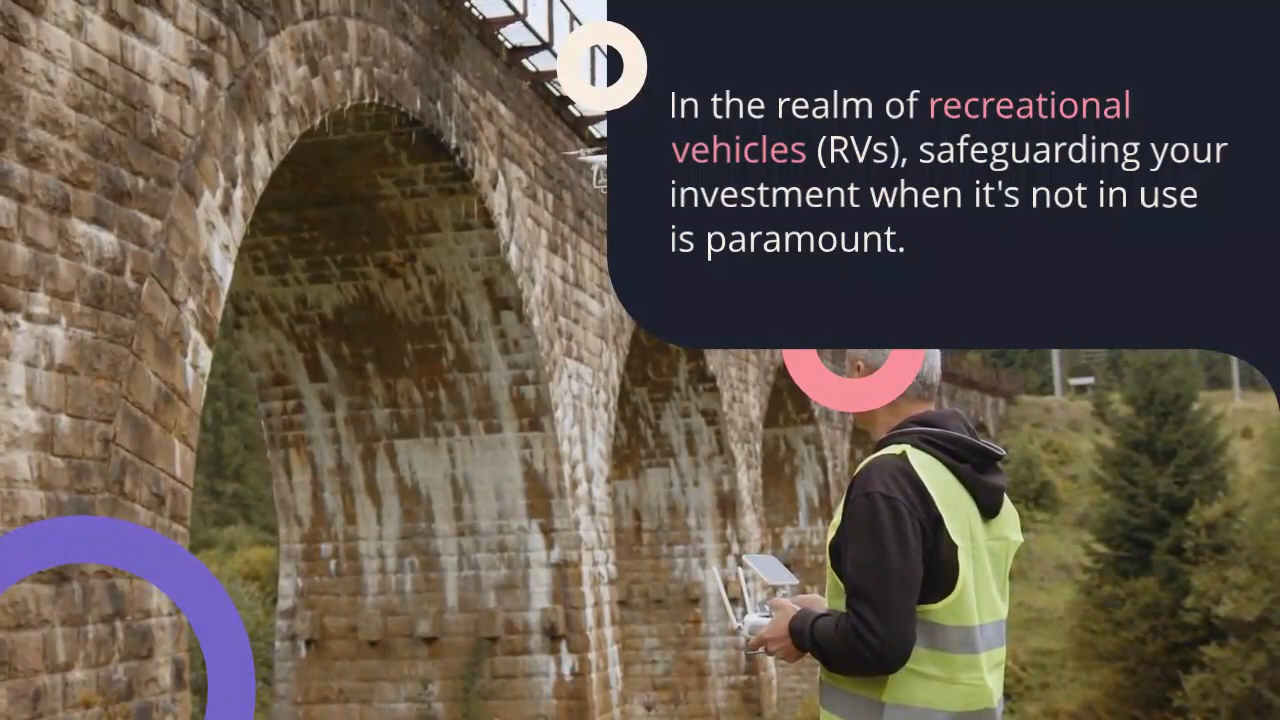 In the realm of recreational
vehicles (RVs), safeguarding your
investment when it's not in use
is paramount.